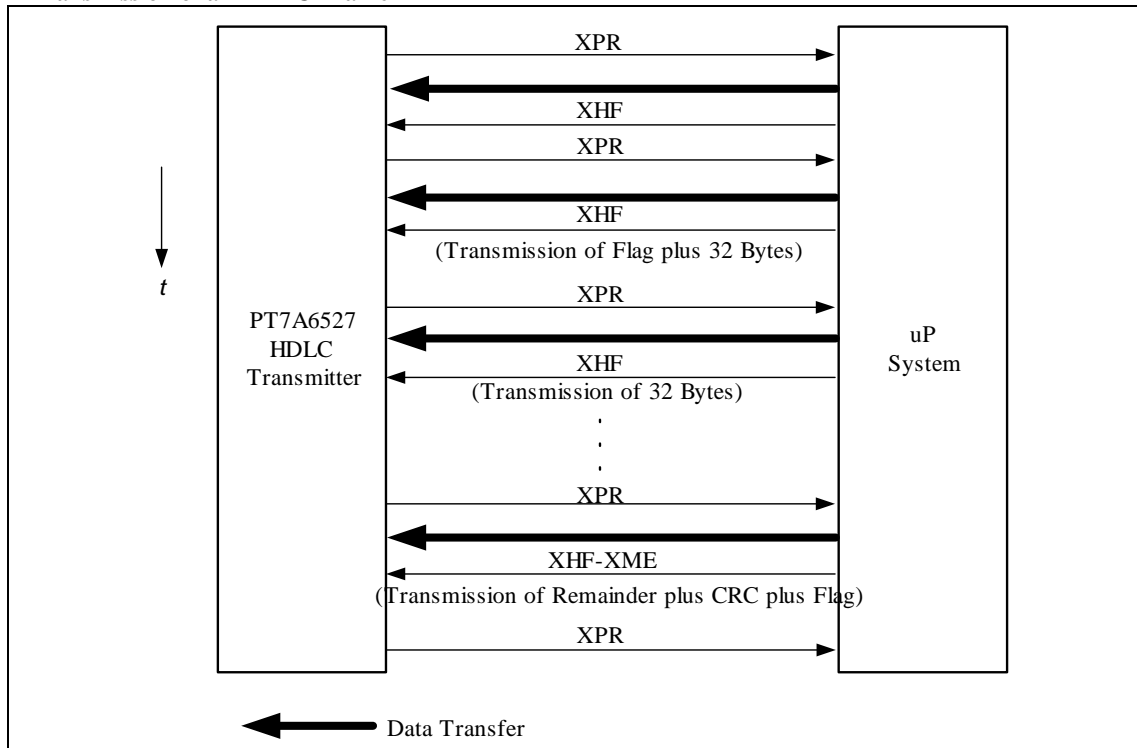 XPR
XHF
XPR
XHF
(Transmission of Flag plus 32 Bytes)
t
XPR
PT7A6527
HDLC
Transmitter
uP
System
XHF
(Transmission of 32 Bytes)
XPR
XHF-XME
(Transmission of Remainder plus CRC plus Flag)
XPR
Data Transfer